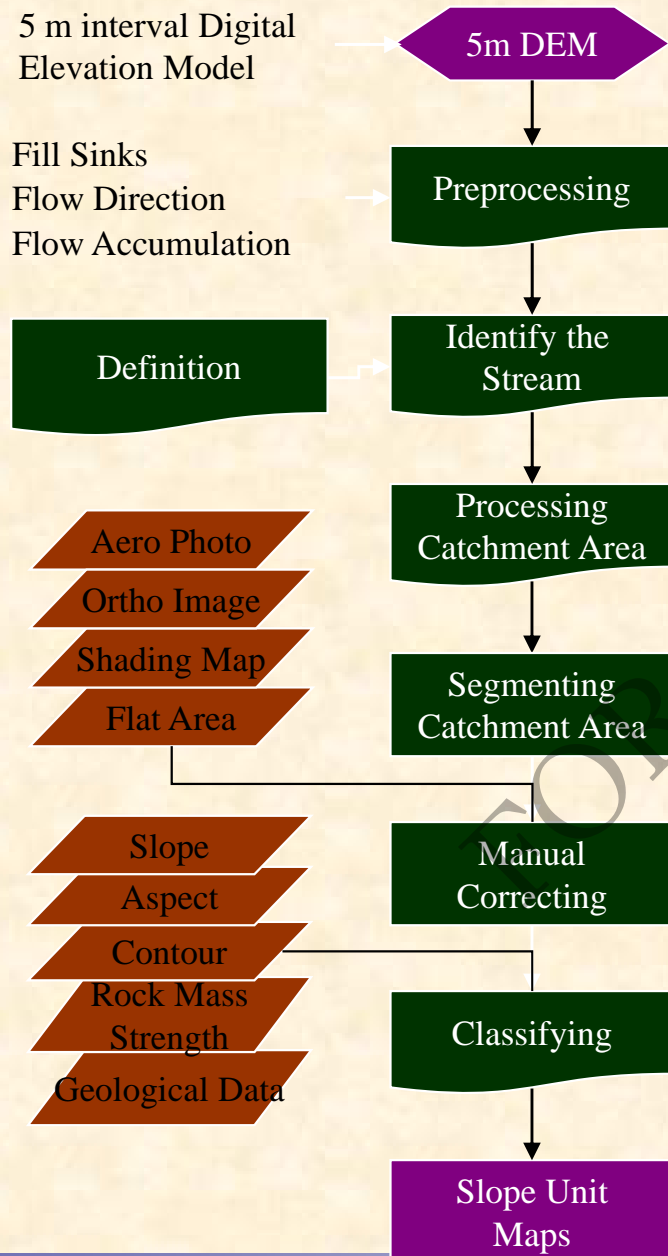 5 m interval Digital
Elevation Model
5m DEM
Fill Sinks
Flow Direction
Flow Accumulation
Preprocessing
Definition
Identify the
Stream
Processing
Catchment Area
Aero Photo
Ortho Image
Shading Map
Flat Area
Segmenting
Catchment Area
Manual
Correcting
Slope
Aspect
Contour
Rock Mass
Strength
Geological Data
Classifying
Slope Unit
Maps
FOR